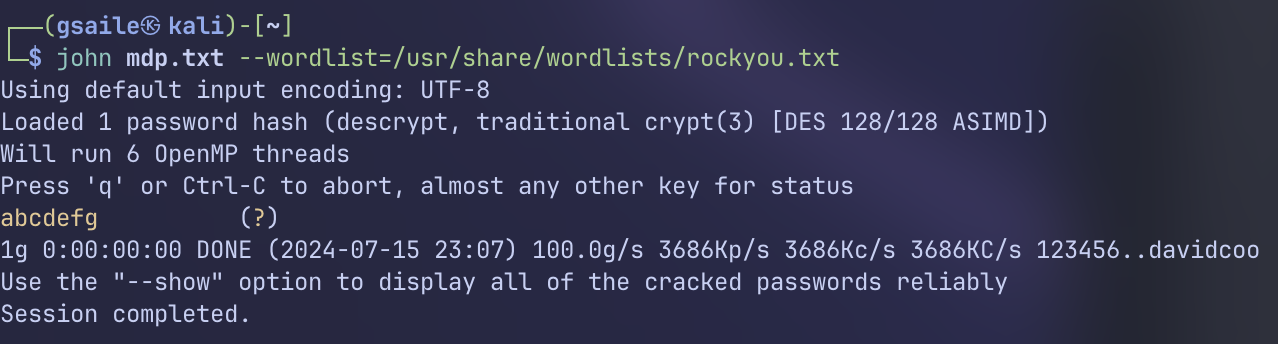 ┌──(gsaile㉿kali)-[~]
└─$ john mdp.txt --wordlist=/usr/share/wordlists/rockyou.txt
Using default input encoding: UTF-8
Loaded 1 password hash (descrypt, traditional crypt(3) [DES 128/128 ASIMD])
Will run 6 OpenMP threads
Press 'q' or Ctrl-C to abort, almost any other key for status
abcdefg          (?)
1g 0:00:00:00 DONE (2024-07-15 23:07) 100.0g/s 3686Kp/s 3686Kc/s 3686KC/s 123456..davidcoo
Use the "--show" option to display all of the cracked passwords reliably
Session completed.